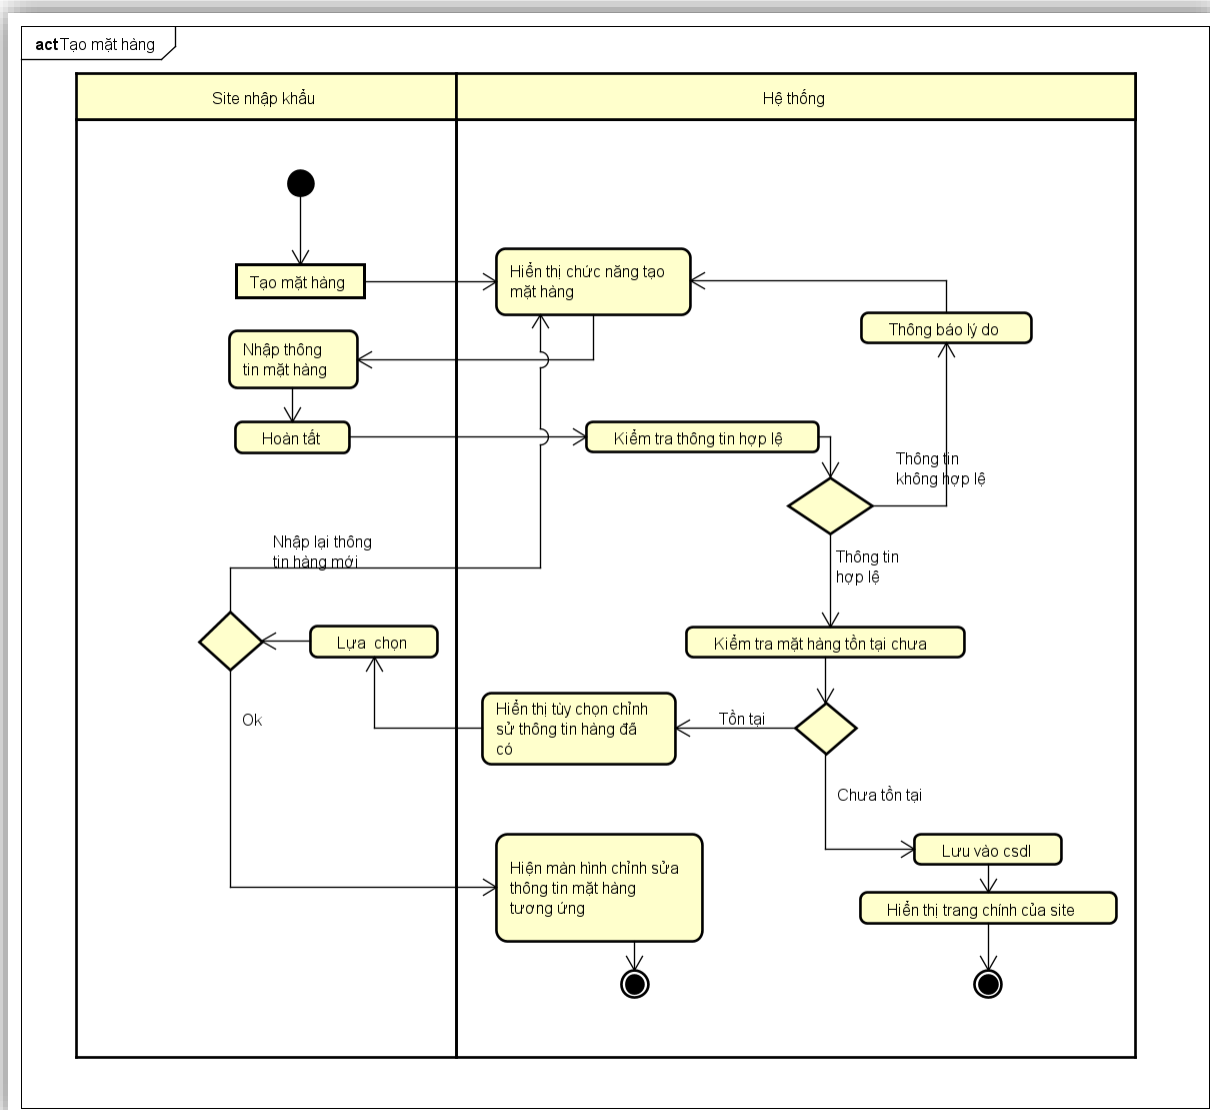 act Tạo mặt hàng
Site nhập khẩu
Hệ thống
Tạo mặt hàng
Hiển thị chức năng tạo
mặt hàng
Thông báo lý do
Nhập thông
tin mặt hàng
Hoàn tất
Kiểm tra thông tin hợp lệ
Thông tin
không hợp lệ
Nhập lại thông
tin hàng mới
Thông tin
hợp lệ
Lựa chọn
Kiểm tra mặt hàng tồn tại chưa
Ok
Hiển thị tùy chọn chỉnh
sử thông tin hàng đã
có
Tồn tại
Chưa tồn tại
Lưu vào csdl
Hiện màn hình chỉnh sửa
thông tin mặt hàng
tương ứng
Hiển thị trang chính của site